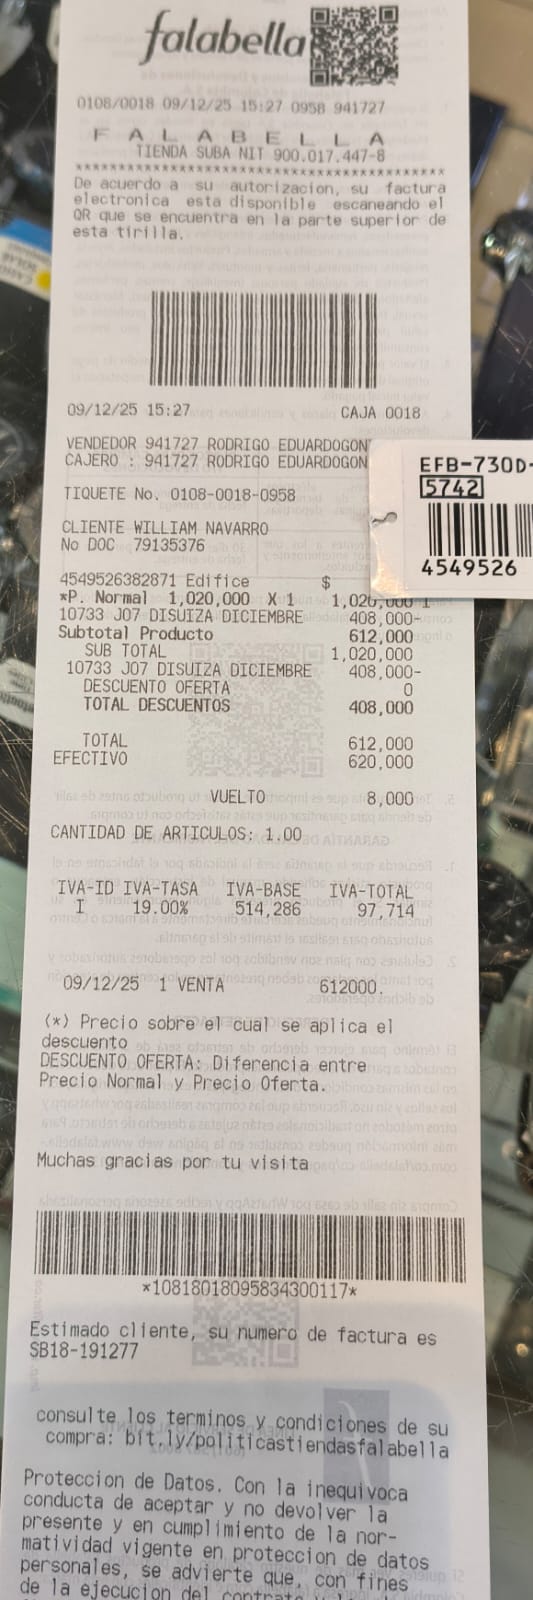 falabella
0108/0018 09/12/25 15:27 0958 941727
FALABELLA
TIENDA SUBA NIT 900.017.447-8
****************************************
De acuerdo a su autorizacion, su factura
electronica esta disponible escaneando el
QR que se encuentra en la parte superior de
esta tirilla.
09/12/25 15:27 CAJA 0018
VENDEDOR 941727 RODRIGO EDUARDOGON
CAJERO : 941727 RODRIGO EDUARDOGON
EFB-730D-
5742
4549526
TIQUETE No. 0108-0018-0958
CLIENTE WILLIAM NAVARRO
No DOC 79135376
4549526382871 Edifice $
*P. Normal 1,020,000 X 1 1,020,000 I
10733 J07 DISUIZA DICIEMBRE 408,000-
Subtotal Producto 612,000
SUB TOTAL 1,020,000
10733 J07 DISUIZA DICIEMBRE 408,000-
DESCUENTO OFERTA 0
TOTAL DESCUENTOS 408,000
TOTAL 612,000
EFECTIVO 620,000
VUELTO 8,000
CANTIDAD DE ARTICULOS: 1.00
IVA-ID IVA-TASA IVA-BASE IVA-TOTAL
I 19.00% 514,286 97,714
09/12/25 1 VENTA 612000.
(*) Precio sobre el cual se aplica el
descuento
DESCUENTO OFERTA: Diferencia entre
Precio Normal y Precio Oferta.
Muchas gracias por tu visita
*10818018095834300117*
Estimado cliente, su numero de factura es
SB18-191277
consulte los terminos y condiciones de su
compra: bit.ly/politicastiendasfalabella
Proteccion de Datos. Con la inequivoca
conducta de aceptar y no devolver la
presente y en cumplimiento de la nor-
matividad vigente en proteccion de datos
personales, se advierte que, con fines
de la ejecucion del contrato